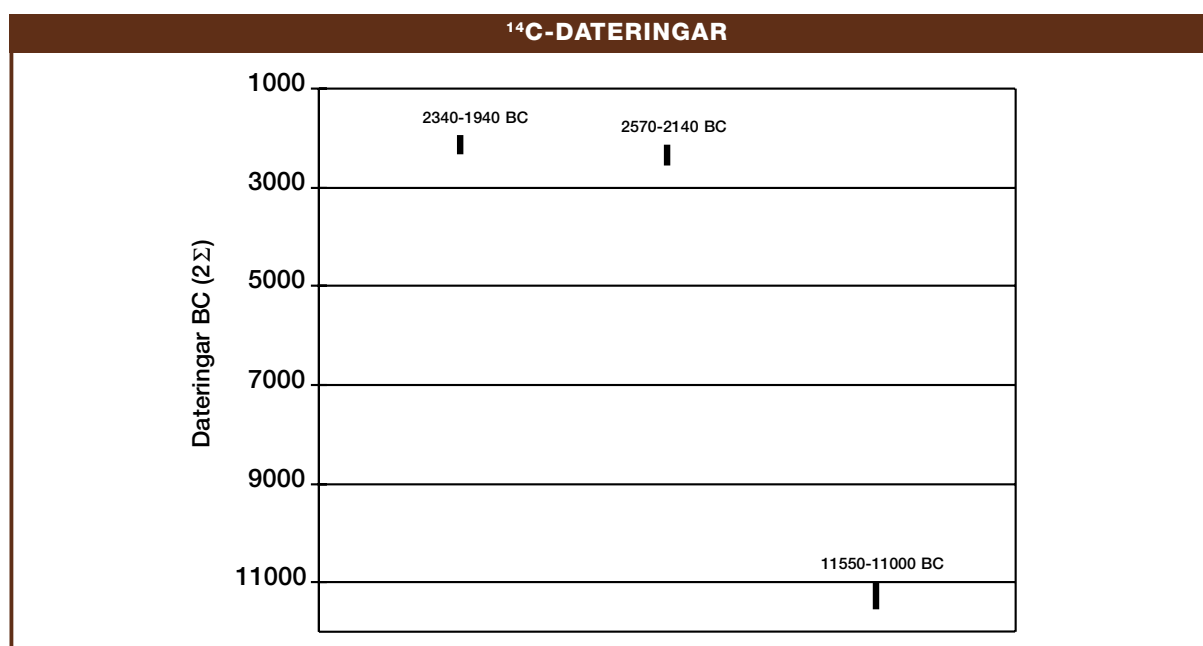 ¹⁴C-DATERINGAR
1000
2340-1940 BC
2570-2140 BC
3000
Dateringar BC (2Σ)
5000
7000
9000
11550-11000 BC
11000